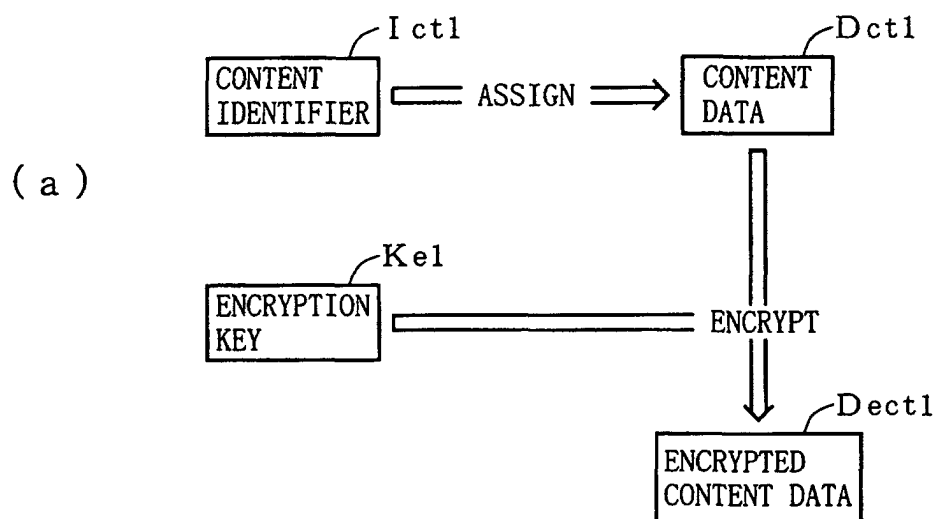 Ict1
Dct1
CONTENT
IDENTIFIER
ASSIGN
CONTENT
DATA
(a)
Ke1
ENCRYPTION
KEY
ENCRYPT
Dect1
ENCRYPTED
CONTENT DATA